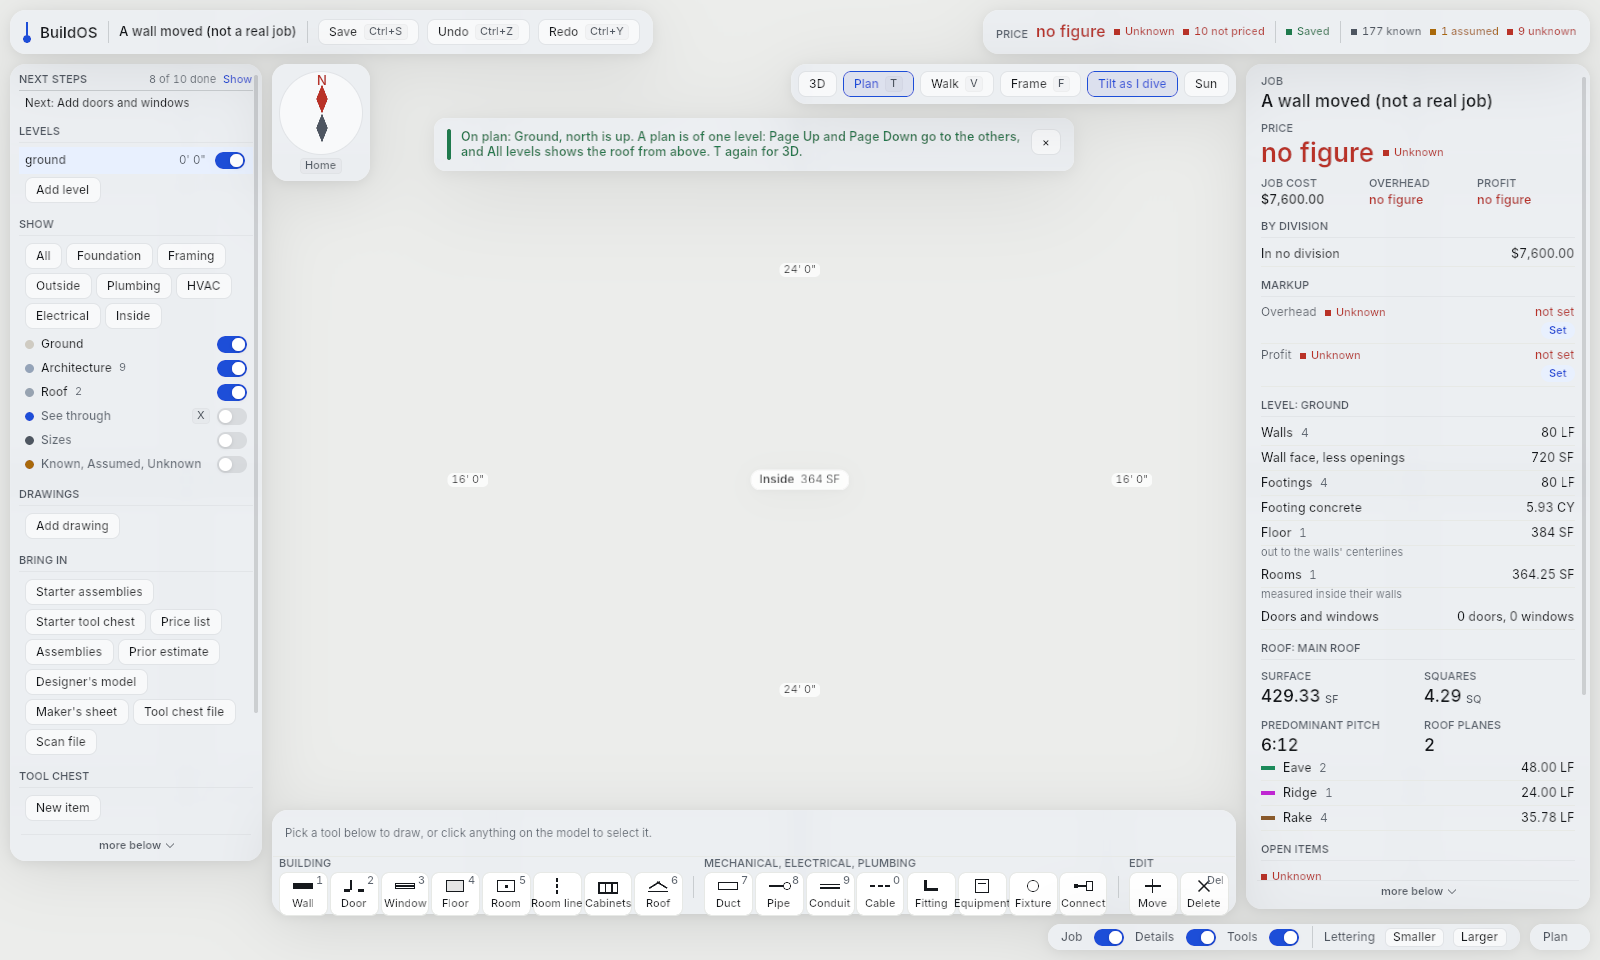 BuildOS
A wall moved (not a real job)
Save Ctrl+S
Undo Ctrl+Z
Redo Ctrl+Y
PRICE no figure Unknown 10 not priced Saved 177 known 1 assumed 9 unknown
NEXT STEPS 8 of 10 done Show
Next: Add doors and windows
LEVELS
ground 0' 0"
Add level
SHOW
All Foundation Framing
Outside Plumbing HVAC
Electrical Inside
Ground
Architecture 9
Roof 2
See through X
Sizes
Known, Assumed, Unknown
DRAWINGS
Add drawing
BRING IN
Starter assemblies
Starter tool chest Price list
Assemblies Prior estimate
Designer's model
Maker's sheet Tool chest file
Scan file
TOOL CHEST
New item
more below
N
Home
3D Plan T Walk V Frame F Tilt as I dive Sun
On plan: Ground, north is up. A plan is of one level: Page Up and Page Down go to the others,
and All levels shows the roof from above. T again for 3D.
×
24' 0"
16' 0"
Inside 364 SF
16' 0"
24' 0"
Pick a tool below to draw, or click anything on the model to select it.
BUILDING
Wall 1
Door 2
Window 3
Floor 4
Room 5
Room line
Cabinets
Roof 6
MECHANICAL, ELECTRICAL, PLUMBING
Duct 7
Pipe 8
Conduit 9
Cable 0
Fitting
Equipment
Fixture
Connect
EDIT
Move
Delete Del
JOB
A wall moved (not a real job)
PRICE
no figure Unknown
JOB COST OVERHEAD PROFIT
$7,600.00 no figure no figure
BY DIVISION
In no division $7,600.00
MARKUP
Overhead Unknown not set
Set
Profit Unknown not set
Set
LEVEL: GROUND
Walls 4 80 LF
Wall face, less openings 720 SF
Footings 4 80 LF
Footing concrete 5.93 CY
Floor 1 384 SF
out to the walls' centerlines
Rooms 1 364.25 SF
measured inside their walls
Doors and windows 0 doors, 0 windows
ROOF: MAIN ROOF
SURFACE SQUARES
429.33 SF 4.29 SQ
PREDOMINANT PITCH ROOF PLANES
6:12 2
Eave 2 48.00 LF
Ridge 1 24.00 LF
Rake 4 35.78 LF
OPEN ITEMS
Unknown
more below
Job Details Tools Lettering Smaller Larger Plan